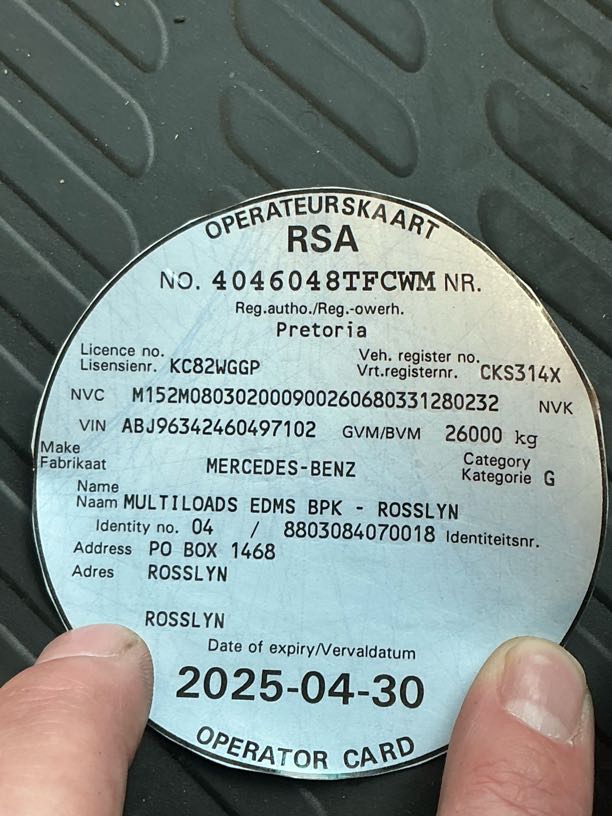 OPERATEURSKAART
RSA
NO. 4046048TFCWM NR.
Reg.autho./Reg.-owerh.
Pretoria
Licence no. Veh. register no.
Lisensienr. KC82WGGP Vrt.registernr. CKS314X
NVC M152M08030200090026068033128​0232 NVK
VIN ABJ96342460497102 GVM/BVM 26000 kg
Make Category
Fabrikaat MERCEDES-BENZ Kategorie G
Name
Naam MULTILOADS EDMS BPK - ROSSLYN
Identity no. 04 / 8803084070018 Identiteitsnr.
Address PO BOX 1468
Adres ROSSLYN
ROSSLYN
Date of expiry/Vervaldatum
2025-04-30
OPERATOR CARD